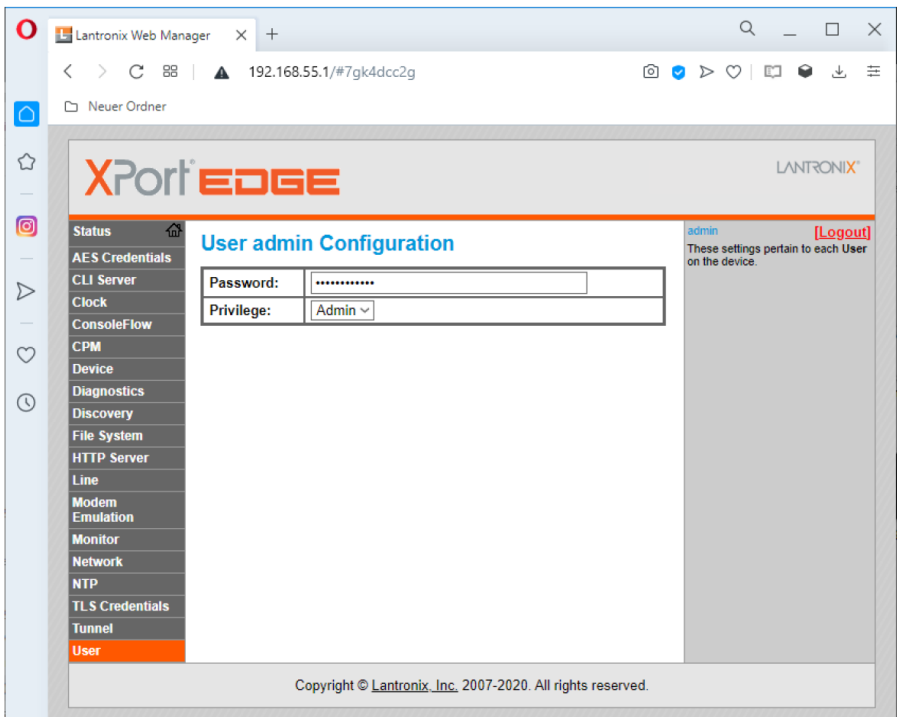 Lantronix Web Manager
192.168.55.1/#7gk4dcc2g
Neuer Ordner
XPort EDGE
LANTRONIX
Status
AES Credentials
CLI Server
Clock
ConsoleFlow
CPM
Device
Diagnostics
Discovery
File System
HTTP Server
Line
Modem
Emulation
Monitor
Network
NTP
TLS Credentials
Tunnel
User
User admin Configuration
Password: ••••••••••••
Privilege: Admin
admin [Logout]
These settings pertain to each User
on the device.
Copyright © Lantronix, Inc. 2007-2020. All rights reserved.